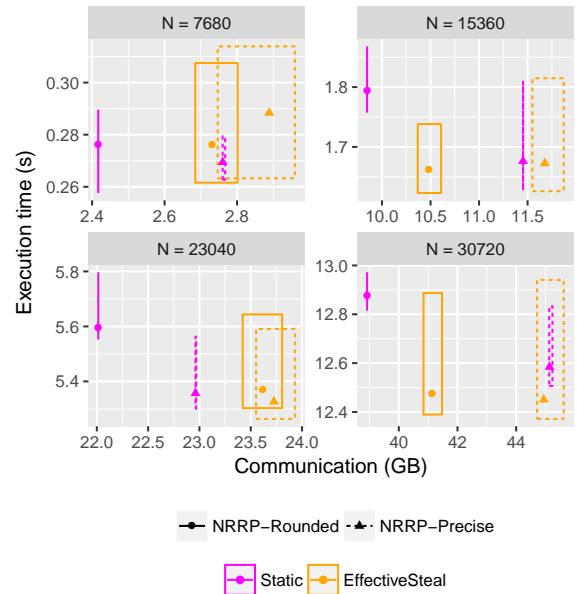 N = 7680
N = 15360
0.30
0.28
0.26
1.8
1.7
2.4
2.6
2.8
10.0
10.5
11.0
11.5
N = 23040
N = 30720
5.8
5.6
5.4
13.0
12.8
12.6
12.4
22.0
22.5
23.0
23.5
24.0
40
42
44
Execution time (s)
Communication (GB)
NRRP−Rounded
NRRP−Precise
Static
EffectiveSteal